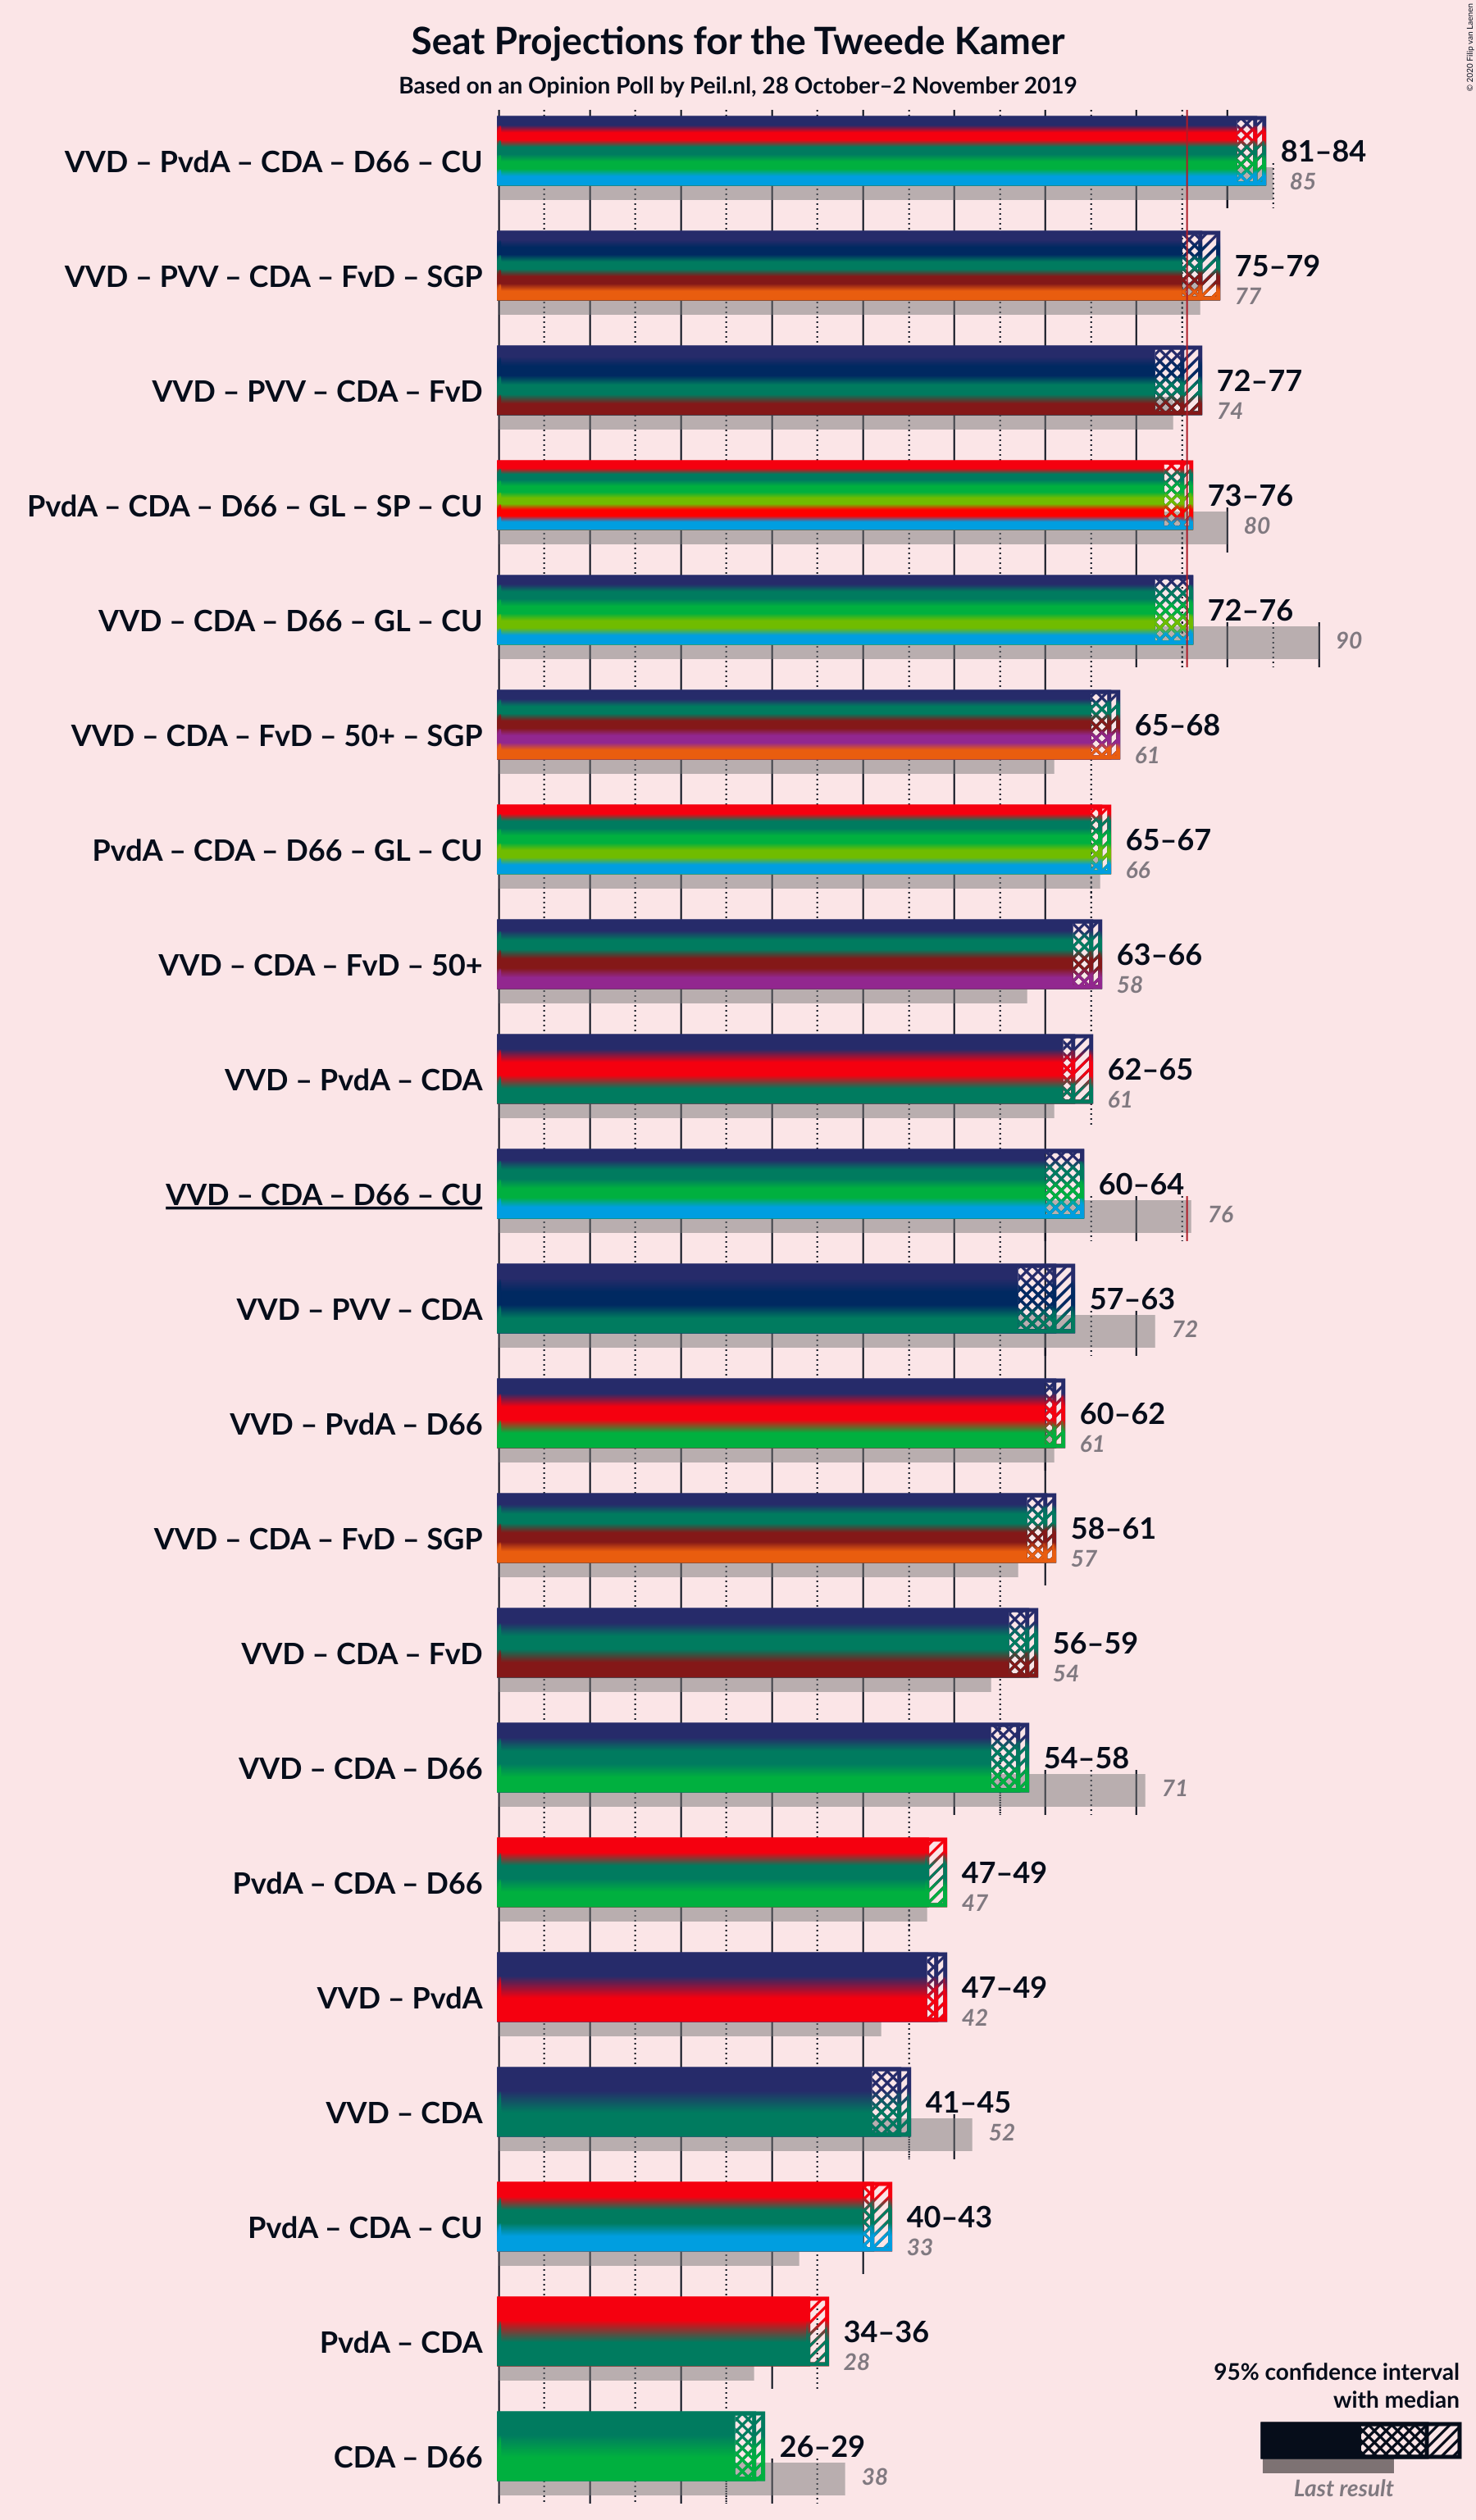 Seat Projections for the Tweede Kamer
Based on an Opinion Poll by Peil.nl, 28 October–2 November 2019
© 2020 Filip van Laenen
VVD – PvdA – CDA – D66 – CU
81–84
85
VVD – PVV – CDA – FvD – SGP
75–79
77
VVD – PVV – CDA – FvD
72–77
74
PvdA – CDA – D66 – GL – SP – CU
73–76
80
VVD – CDA – D66 – GL – CU
72–76
90
VVD – CDA – FvD – 50+ – SGP
65–68
61
PvdA – CDA – D66 – GL – CU
65–67
66
VVD – CDA – FvD – 50+
63–66
58
VVD – PvdA – CDA
62–65
61
VVD – CDA – D66 – CU
60–64
76
VVD – PVV – CDA
57–63
72
VVD – PvdA – D66
60–62
61
VVD – CDA – FvD – SGP
58–61
57
VVD – CDA – FvD
56–59
54
VVD – CDA – D66
54–58
71
PvdA – CDA – D66
47–49
47
VVD – PvdA
47–49
42
VVD – CDA
41–45
52
PvdA – CDA – CU
40–43
33
PvdA – CDA
34–36
28
CDA – D66
26–29
38
95% confidence interval
with median
Last result